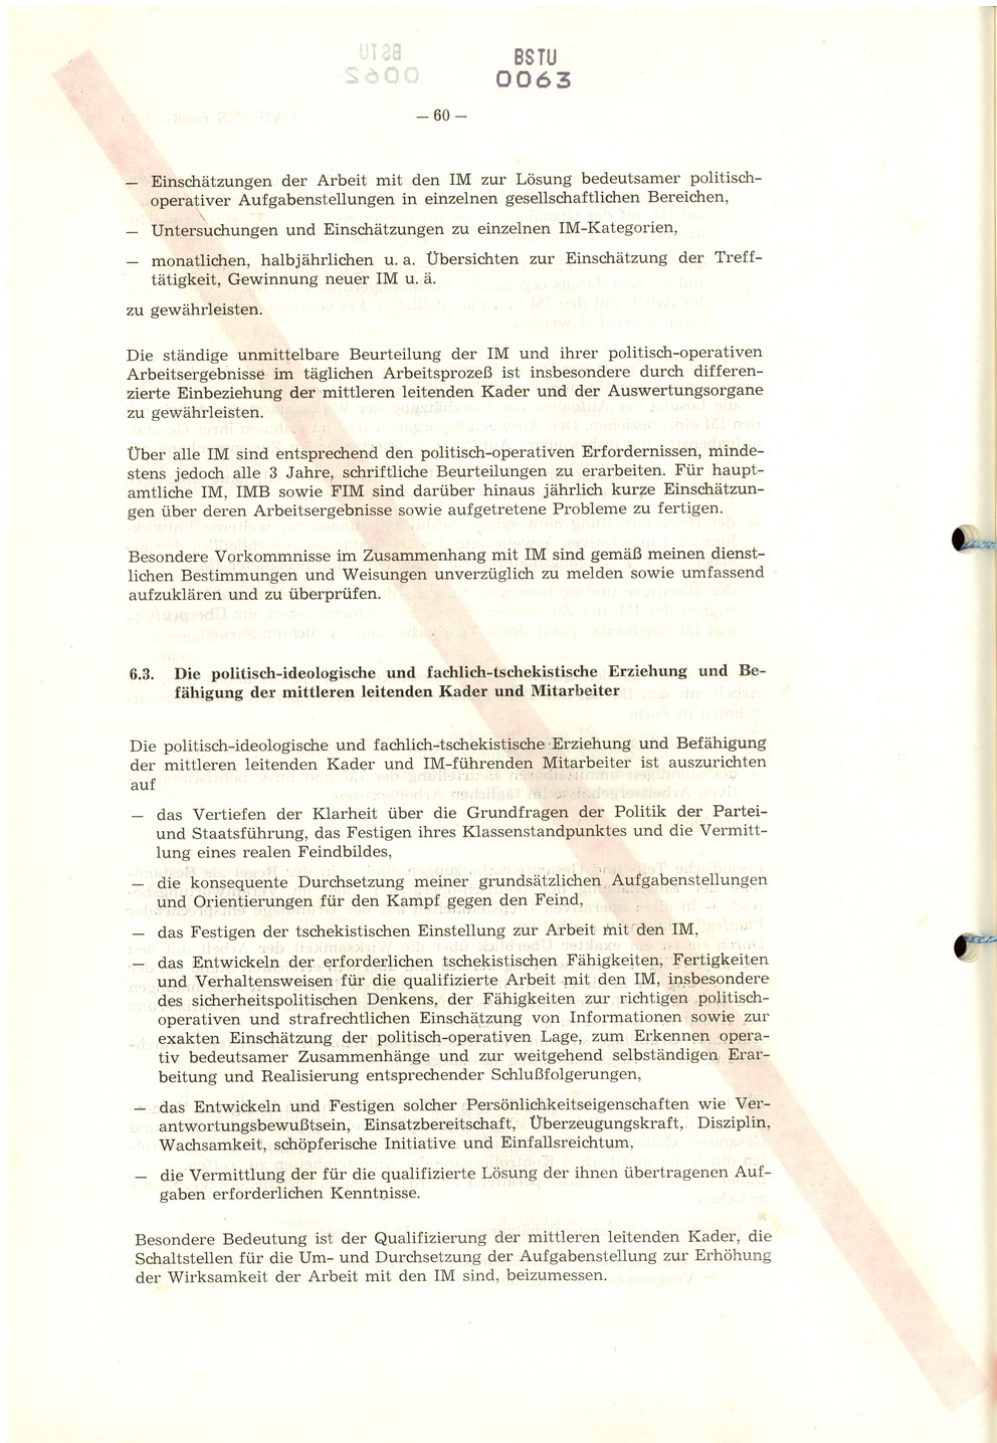 BSTU
0063
— 60 —
— Einschätzungen der Arbeit mit den IM zur Lösung bedeutsamer politisch-
operativer Aufgabenstellungen in einzelnen gesellschaftlichen Bereichen,
— Untersuchungen und Einschätzungen zu einzelnen IM-Kategorien,
— monatlichen, halbjährlichen u. a. Übersichten zur Einschätzung der Treff-
tätigkeit, Gewinnung neuer IM u. ä.
zu gewährleisten.
Die ständige unmittelbare Beurteilung der IM und ihrer politisch-operativen
Arbeitsergebnisse im täglichen Arbeitsprozeß ist insbesondere durch differen-
zierte Einbeziehung der mittleren leitenden Kader und der Auswertungsorgane
zu gewährleisten.
Über alle IM sind entsprechend den politisch-operativen Erfordernissen, minde-
stens jedoch alle 3 Jahre, schriftliche Beurteilungen zu erarbeiten. Für haupt-
amtliche IM, IMB sowie FIM sind darüber hinaus jährlich kurze Einschätzun-
gen über deren Arbeitsergebnisse sowie aufgetretene Probleme zu fertigen.
Besondere Vorkommnisse im Zusammenhang mit IM sind gemäß meinen dienst-
lichen Bestimmungen und Weisungen unverzüglich zu melden sowie umfassend
aufzuklären und zu überprüfen.
6.3. Die politisch-ideologische und fachlich-tschekistische Erziehung und Be-
fähigung der mittleren leitenden Kader und Mitarbeiter
Die politisch-ideologische und fachlich-tschekistische Erziehung und Befähigung
der mittleren leitenden Kader und IM-führenden Mitarbeiter ist auszurichten
auf
— das Vertiefen der Klarheit über die Grundfragen der Politik der Partei-
und Staatsführung, das Festigen ihres Klassenstandpunktes und die Vermitt-
lung eines realen Feindbildes,
— die konsequente Durchsetzung meiner grundsätzlichen Aufgabenstellungen
und Orientierungen für den Kampf gegen den Feind,
— das Festigen der tschekistischen Einstellung zur Arbeit mit den IM,
— das Entwickeln der erforderlichen tschekistischen Fähigkeiten, Fertigkeiten
und Verhaltensweisen für die qualifizierte Arbeit mit den IM, insbesondere
des sicherheitspolitischen Denkens, der Fähigkeiten zur richtigen politisch-
operativen und strafrechtlichen Einschätzung von Informationen sowie zur
exakten Einschätzung der politisch-operativen Lage, zum Erkennen opera-
tiv bedeutsamer Zusammenhänge und zur weitgehend selbständigen Erar-
beitung und Realisierung entsprechender Schlußfolgerungen,
— das Entwickeln und Festigen solcher Persönlichkeitseigenschaften wie Ver-
antwortungsbewußtsein, Einsatzbereitschaft, Überzeugungskraft, Disziplin,
Wachsamkeit, schöpferische Initiative und Einfallsreichtum,
— die Vermittlung der für die qualifizierte Lösung der ihnen übertragenen Auf-
gaben erforderlichen Kenntnisse.
Besondere Bedeutung ist der Qualifizierung der mittleren leitenden Kader, die
Schaltstellen für die Um- und Durchsetzung der Aufgabenstellung zur Erhöhung
der Wirksamkeit der Arbeit mit den IM sind, beizumessen.